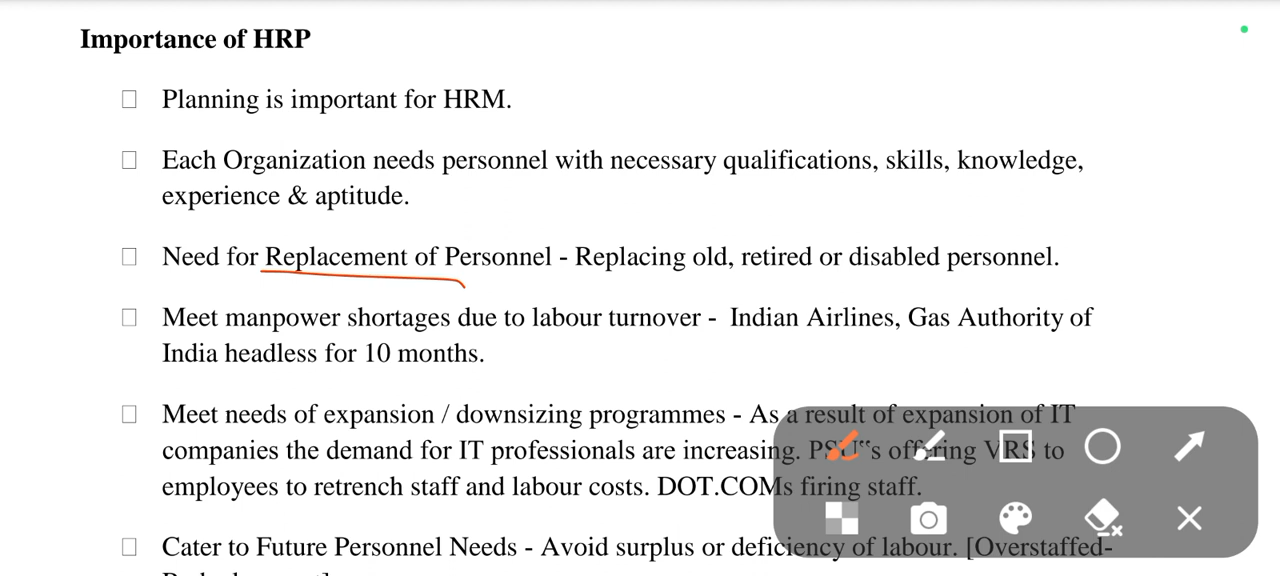 Importance of HRP
Planning is important for HRM.
Each Organization needs personnel with necessary qualifications, skills, knowledge,
experience & aptitude.
Need for Replacement of Personnel - Replacing old, retired or disabled personnel.
Meet manpower shortages due to labour turnover - Indian Airlines, Gas Authority of
India headless for 10 months.
Meet needs of expansion / downsizing programmes - As a result of expansion of IT
companies the demand for IT professionals are increasing. offering VRS to
employees to retrench staff and labour costs. DOT.COMs firing staff.
Cater to Future Personnel Needs - Avoid surplus or deficiency of labour. [Overstaffed-